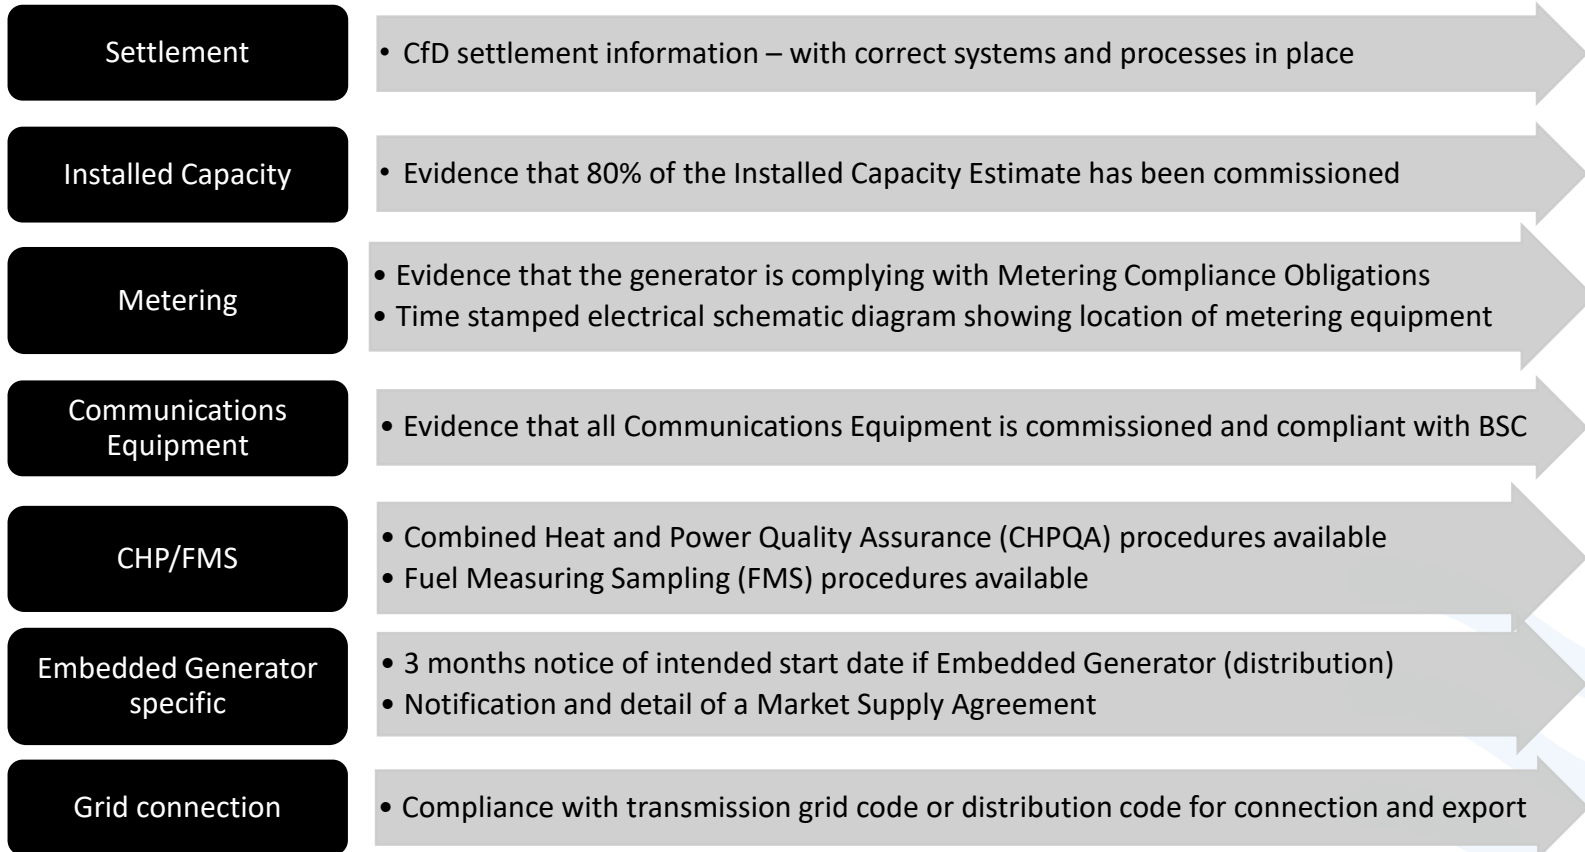 Settlement
• CfD settlement information – with correct systems and processes in place
Installed Capacity
• Evidence that 80% of the Installed Capacity Estimate has been commissioned
Metering
• Evidence that the generator is complying with Metering Compliance Obligations
• Time stamped electrical schematic diagram showing location of metering equipment
Communications
Equipment
• Evidence that all Communications Equipment is commissioned and compliant with BSC
CHP/FMS
• Combined Heat and Power Quality Assurance (CHPQA) procedures available
• Fuel Measuring Sampling (FMS) procedures available
Embedded Generator
specific
• 3 months notice of intended start date if Embedded Generator (distribution)
• Notification and detail of a Market Supply Agreement
Grid connection
• Compliance with transmission grid code or distribution code for connection and export